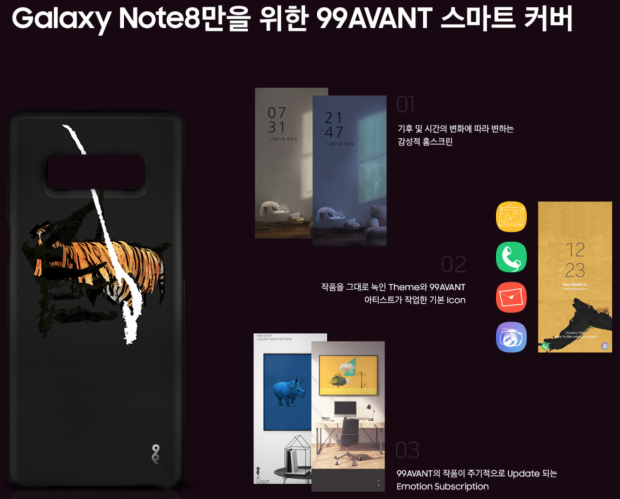 Galaxy Note8만을 위한 99AVANT 스마트 커버
01
07
31
21
47
기후 및 시간의 변화에 따라 변하는
감성적 홈스크린
02
작품을 그대로 녹인 Theme와 99AVANT
아티스트가 작업한 기본 Icon
12
23
03
99AVANT의 작품이 주기적으로 Update 되는
Emotion Subscription